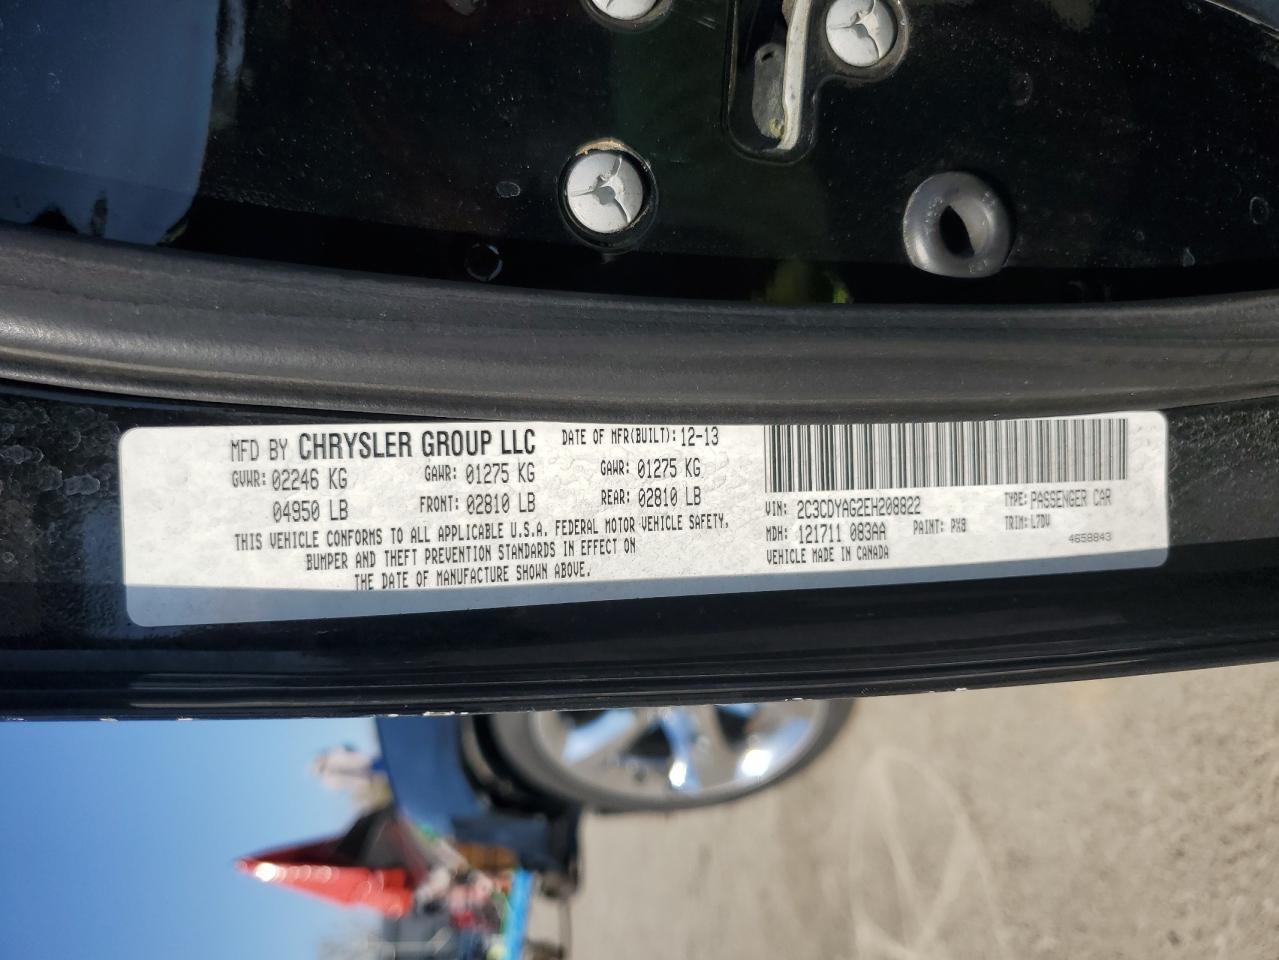 MFD BY CHRYSLER GROUP LLC DATE OF MFR(BUILT): 12-13
GVWR: 02246 KG GAWR: 01275 KG GAWR: 01275 KG
04950 LB FRONT: 02810 LB REAR: 02810 LB
THIS VEHICLE CONFORMS TO ALL APPLICABLE U.S.A. FEDERAL MOTOR VEHICLE SAFETY,
BUMPER AND THEFT PREVENTION STANDARDS IN EFFECT ON
THE DATE OF MANUFACTURE SHOWN ABOVE.
VIN: 2C3CDYAG2EH208822 TYPE: PASSENGER CAR
MDH: 121711 083AA PAINT: PX8 TRIM: L7DV
VEHICLE MADE IN CANADA 4658843